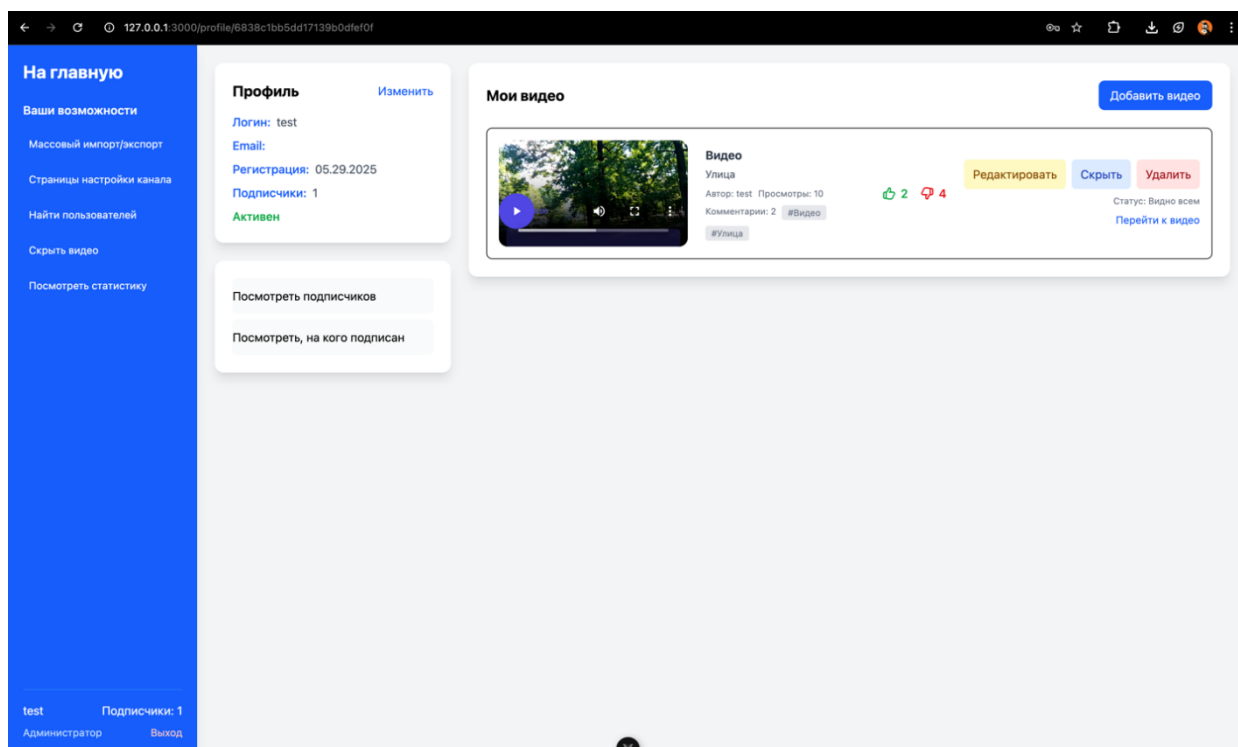 127.0.0.1:3000/profile/6838c1bb5dd17139b0dfef0f
На главную
Ваши возможности
Массовый импорт/экспорт
Страницы настройки канала
Найти пользователей
Скрыть видео
Посмотреть статистику
test Подписчики: 1
Администратор Выход
Профиль Изменить
Логин: test
Email:
Регистрация: 05.29.2025
Подписчики: 1
Активен
Посмотреть подписчиков
Посмотреть, на кого подписан
Мои видео Добавить видео
Видео
Улица
Автор: test Просмотры: 10
Комментарии: 2 #Видео
#Улица
2 4
Редактировать Скрыть Удалить
Статус: Видно всем
Перейти к видео